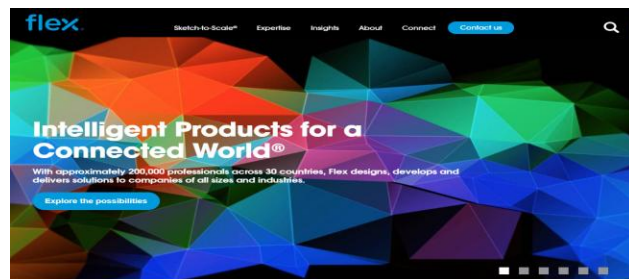 flex
Sketch-to-Scale® Expertise Insights About Connect Contact us
Intelligent Products for a
Connected World®
With approximately 200,000 professionals across 30 countries, Flex designs, develops and
delivers solutions to companies of all sizes and industries.
Explore the possibilities